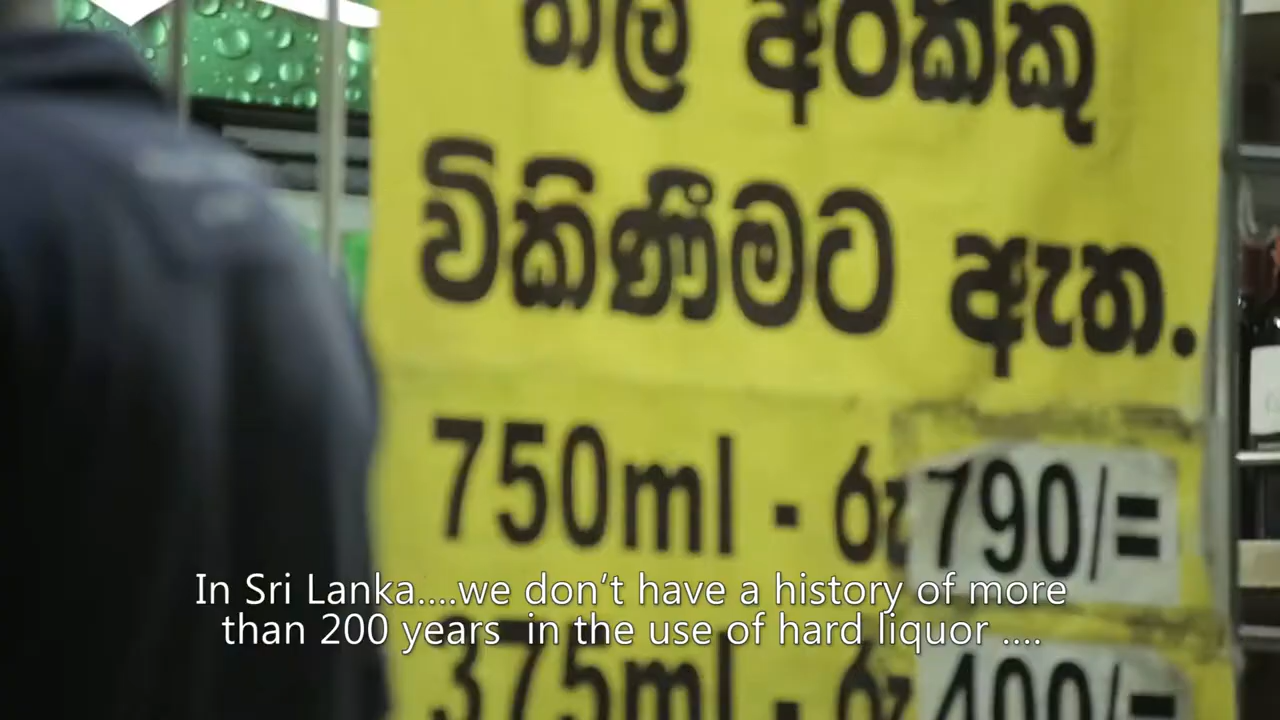 තල් අරක්කු
විකිණීමට ඇත.
750ml - රු 790/=
375ml - රු 400/=
In Sri Lanka....we don't have a history of more
than 200 years in the use of hard liquor ....